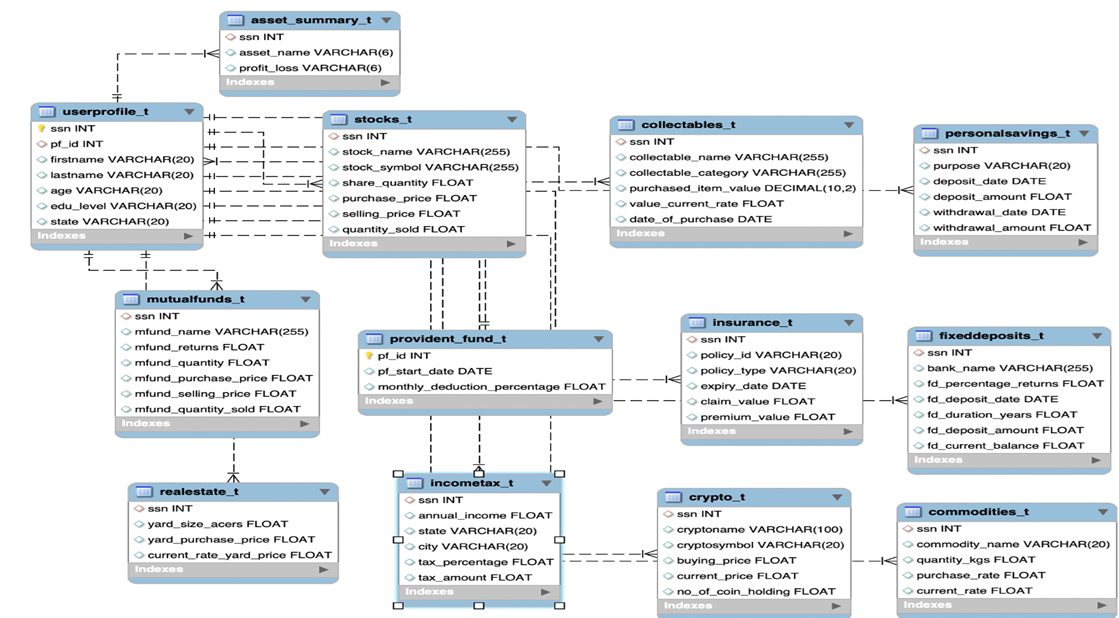 asset_summary_t
ssn INT
asset_name VARCHAR(6)
profit_loss VARCHAR(6)
Indexes
userprofile_t
ssn INT
pf_id INT
firstname VARCHAR(20)
lastname VARCHAR(20)
age VARCHAR(20)
edu_level VARCHAR(20)
state VARCHAR(20)
Indexes
stocks_t
ssn INT
stock_name VARCHAR(255)
stock_symbol VARCHAR(255)
share_quantity FLOAT
purchase_price FLOAT
selling_price FLOAT
quantity_sold FLOAT
Indexes
collectables_t
ssn INT
collectable_name VARCHAR(255)
collectable_category VARCHAR(255)
purchased_item_value DECIMAL(10,2)
value_current_rate FLOAT
date_of_purchase DATE
Indexes
personalsavings_t
ssn INT
purpose VARCHAR(20)
deposit_date DATE
deposit_amount FLOAT
withdrawal_date DATE
withdrawal_amount FLOAT
Indexes
mutualfunds_t
ssn INT
mfund_name VARCHAR(255)
mfund_returns FLOAT
mfund_quantity FLOAT
mfund_purchase_price FLOAT
mfund_selling_price FLOAT
mfund_quantity_sold FLOAT
Indexes
provident_fund_t
pf_id INT
pf_start_date DATE
monthly_deduction_percentage FLOAT
Indexes
insurance_t
ssn INT
policy_id VARCHAR(20)
policy_type VARCHAR(20)
expiry_date DATE
claim_value FLOAT
premium_value FLOAT
Indexes
fixeddeposits_t
ssn INT
bank_name VARCHAR(255)
fd_percentage_returns FLOAT
fd_deposit_date DATE
fd_duration_years FLOAT
fd_deposit_amount FLOAT
fd_current_balance FLOAT
Indexes
realestate_t
ssn INT
yard_size_acers FLOAT
yard_purchase_price FLOAT
current_rate_yard_price FLOAT
Indexes
incometax_t
ssn INT
annual_income FLOAT
state VARCHAR(20)
city VARCHAR(20)
tax_percentage FLOAT
tax_amount FLOAT
Indexes
crypto_t
ssn INT
cryptoname VARCHAR(100)
cryptosymbol VARCHAR(20)
buying_price FLOAT
current_price FLOAT
no_of_coin_holding FLOAT
Indexes
commodities_t
ssn INT
commodity_name VARCHAR(20)
quantity_kgs FLOAT
purchase_rate FLOAT
current_rate FLOAT
Indexes